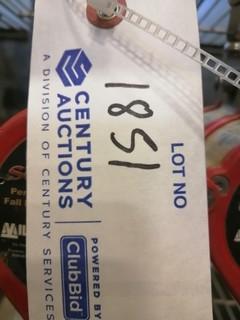 LOT NO
1851
CENTURY
AUCTIONS
A DIVISION OF CENTURY SERVICES
POWERED BY
ClubBid